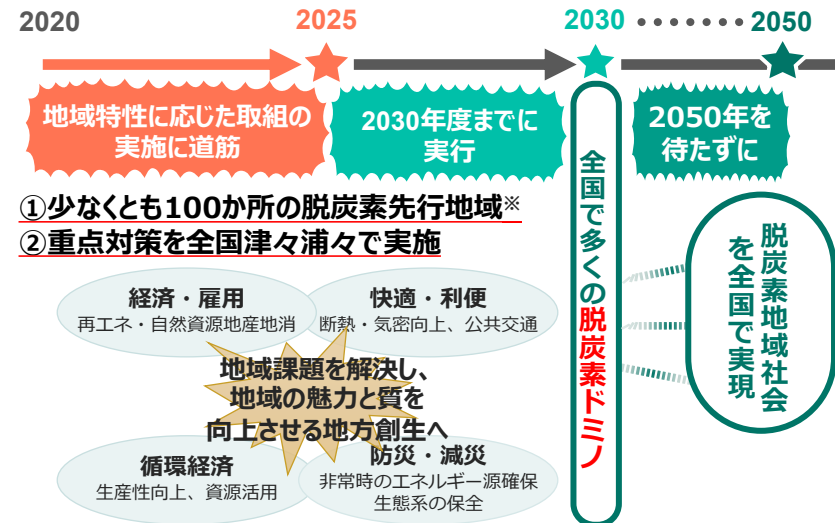 2020
2025
2030
2050
地域特性に応じた取組の
実施に道筋
2030年度までに
実行
2050年を
待たずに
①少なくとも100か所の脱炭素先行地域※
②重点対策を全国津々浦々で実施
経済・雇用
再エネ・自然資源地産地消
快適・利便
断熱・気密向上、公共交通
地域課題を解決し、
地域の魅力と質を
向上させる地方創生へ
循環経済
生産性向上、資源活用
防災・減災
非常時のエネルギー源確保
生態系の保全
全国で多くの脱炭素ドミノ
脱炭素地域社会
を全国で実現